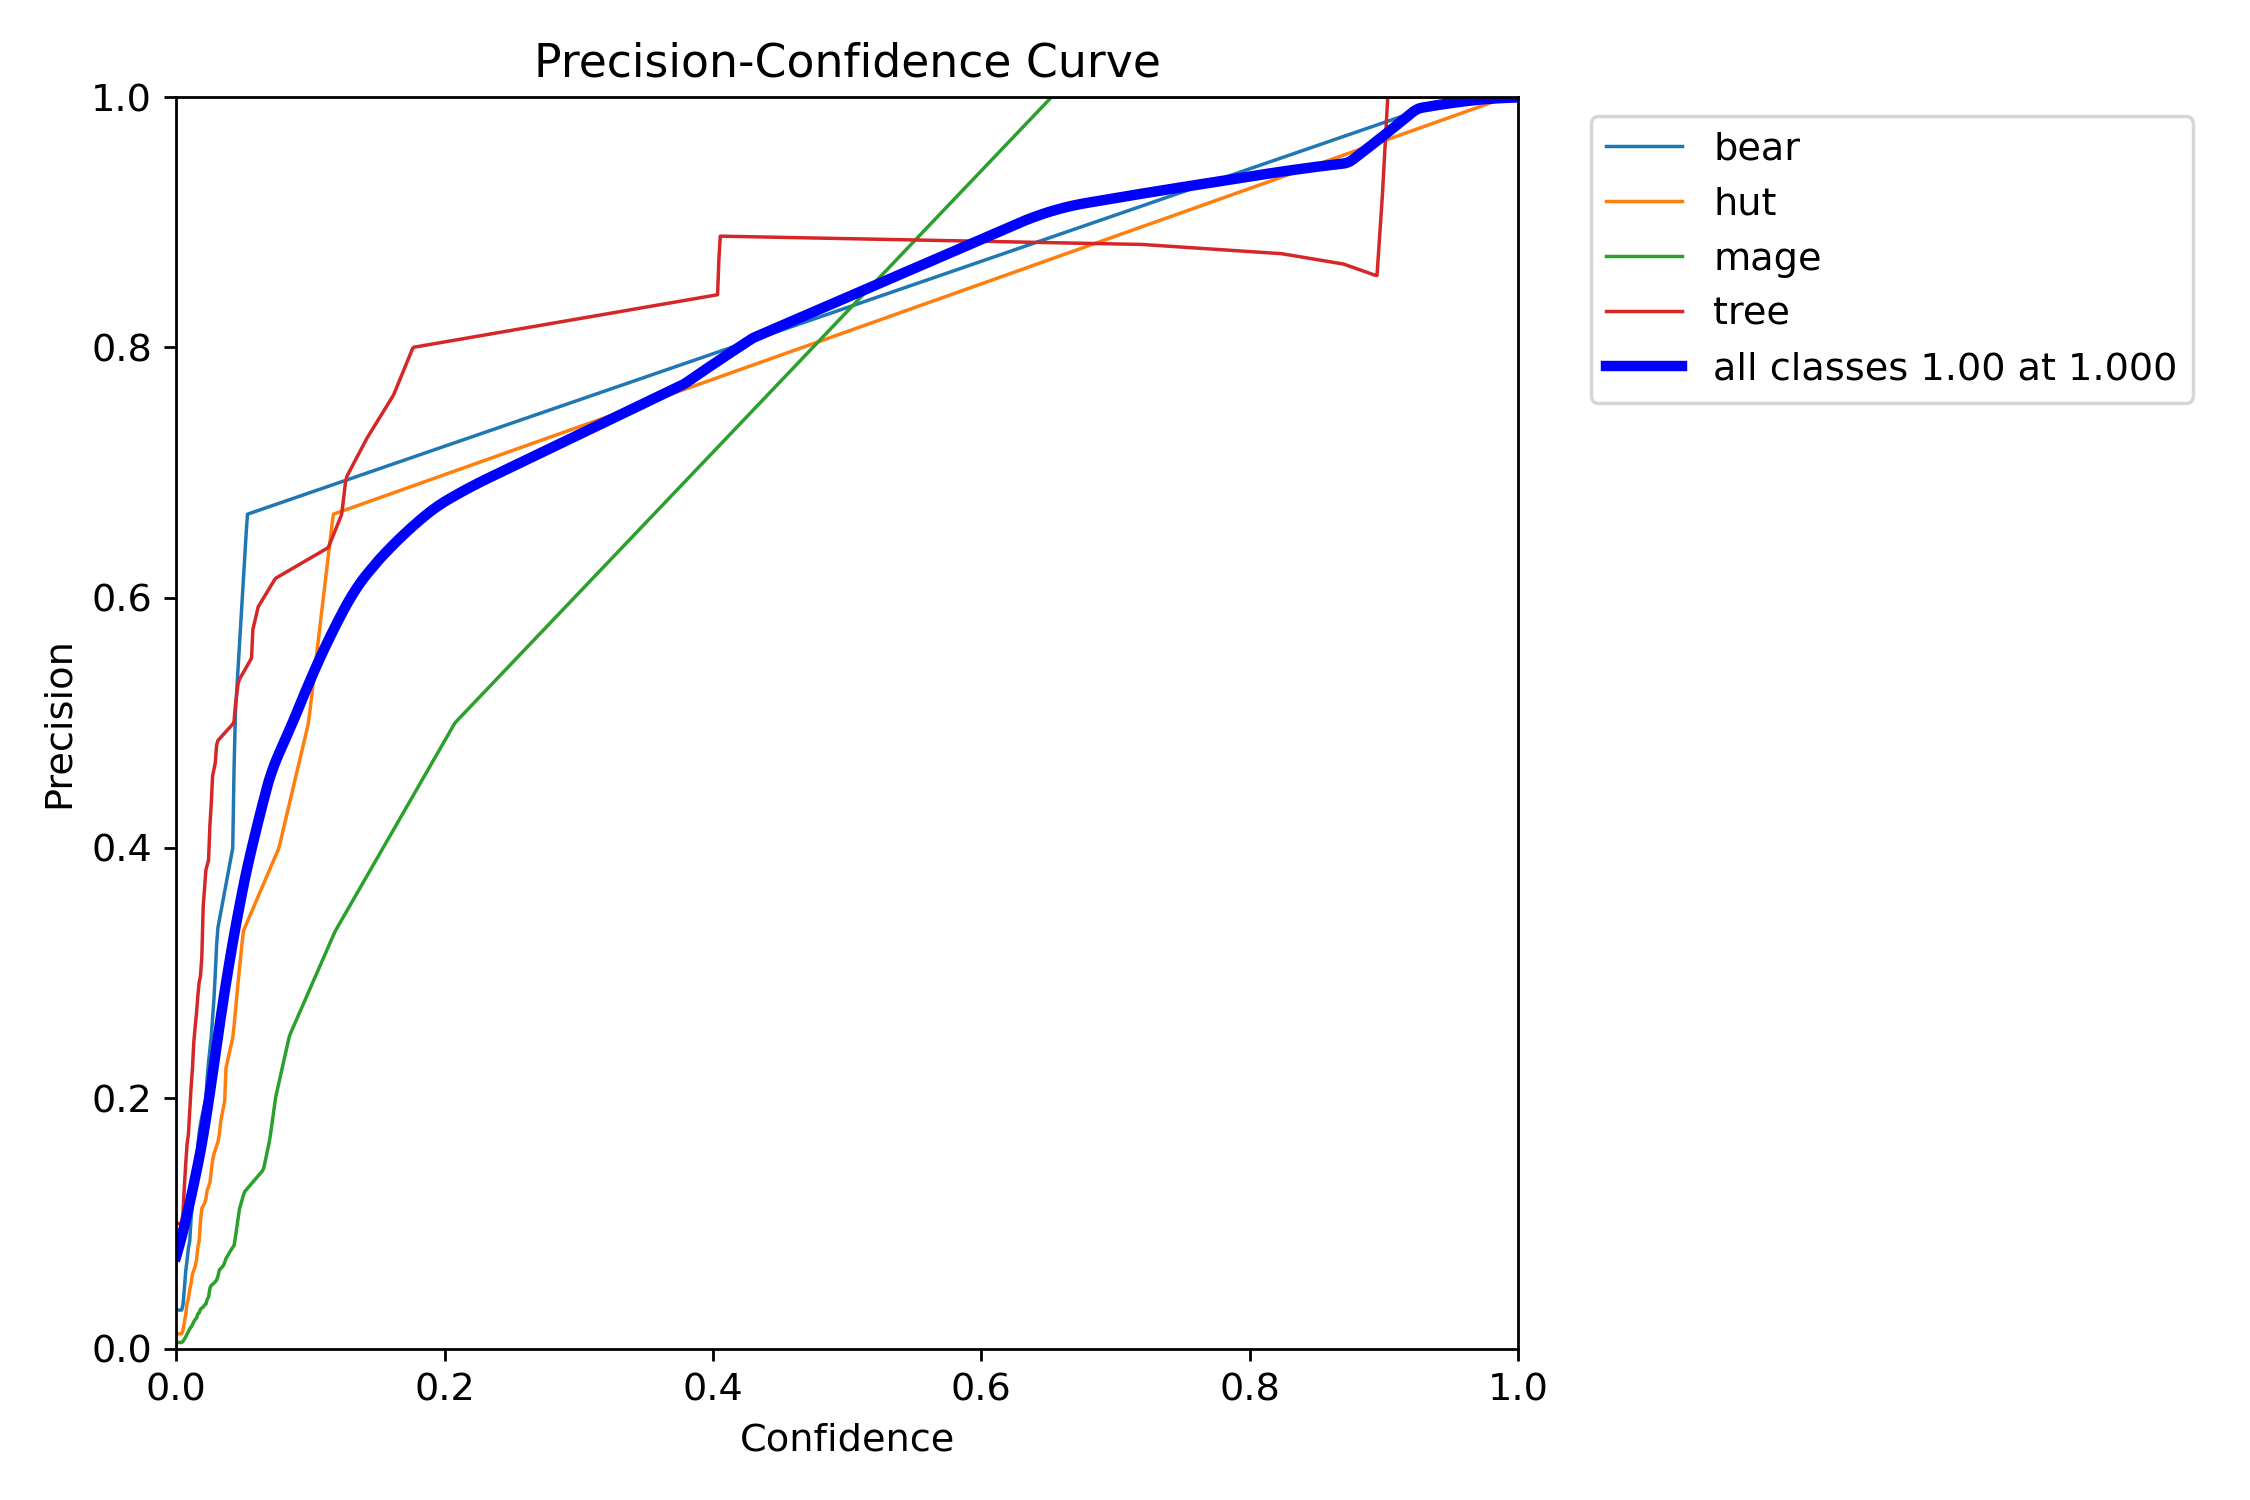 Precision-Confidence Curve
1.0
0.8
0.6
0.4
0.2
0.0
Precision
0.0 0.2 0.4 0.6 0.8 1.0
Confidence
bear
hut
mage
tree
all classes 1.00 at 1.000